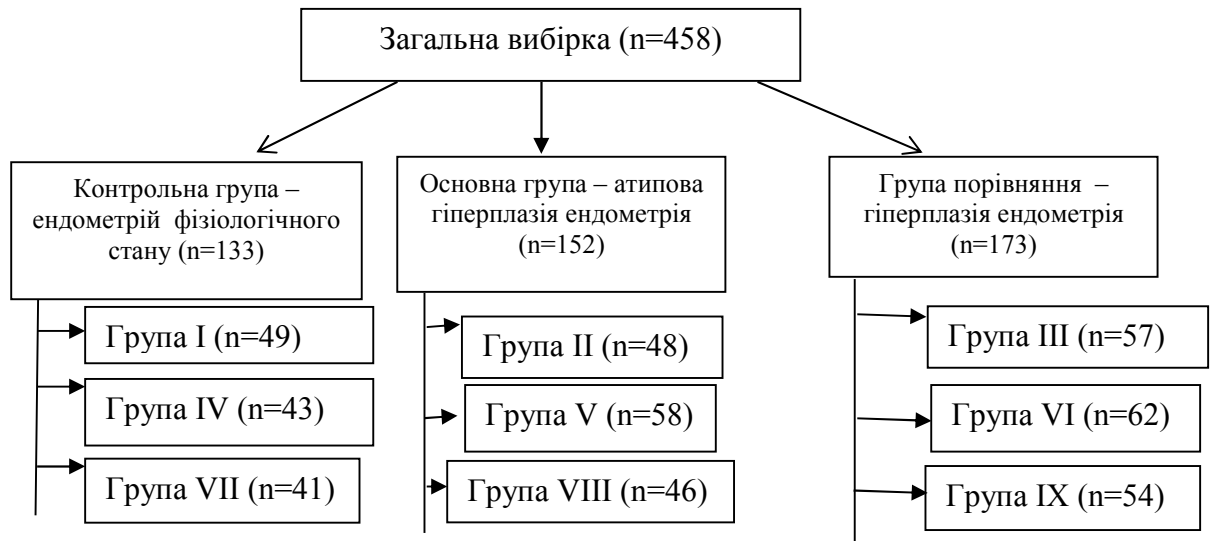 Загальна вибірка (n=458)
Контрольна група –
ендометрій фізіологічного
стану (n=133)
Група I (n=49)
Група IV (n=43)
Група VII (n=41)
Основна група – атипова
гіперплазія ендометрія
(n=152)
Група II (n=48)
Група V (n=58)
Група VIII (n=46)
Група порівняння –
гіперплазія ендометрія
(n=173)
Група III (n=57)
Група VI (n=62)
Група IX (n=54)